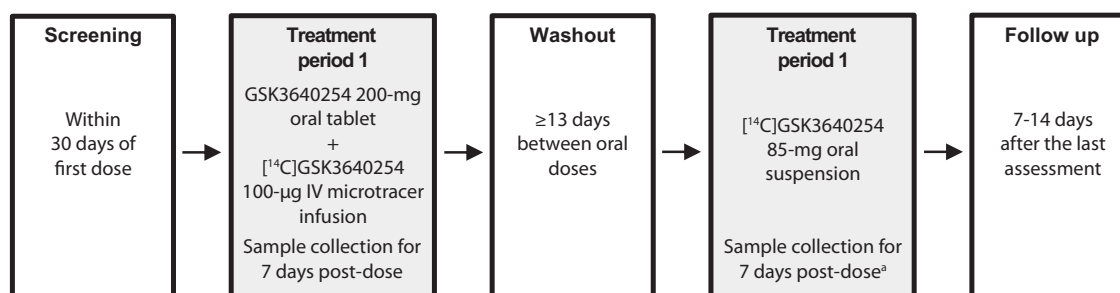 Screening
Within
30 days of
first dose
Treatment
period 1
GSK3640254 200-mg
oral tablet
+
[¹⁴C]GSK3640254
100-µg IV microtracer
infusion
Sample collection for
7 days post-dose
Washout
≥13 days
between oral
doses
Treatment
period 1
[¹⁴C]GSK3640254
85-mg oral
suspension
Sample collection for
7 days post-doseᵃ
Follow up
7-14 days
after the last
assessment